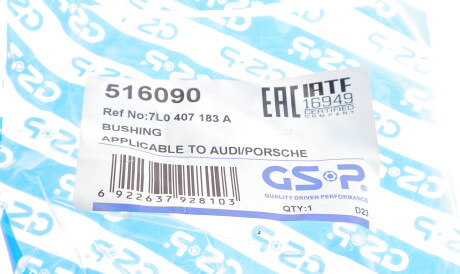 516090
EAC IATF
16949
CERTIFIED
COMPANY
Ref No:7L0 407 183 A
BUSHING
APPLICABLE TO AUDI/PORSCHE
6 922637 928103
GSP
QUALITY DRIVEN PERFORMANCE
QTY:1
D23